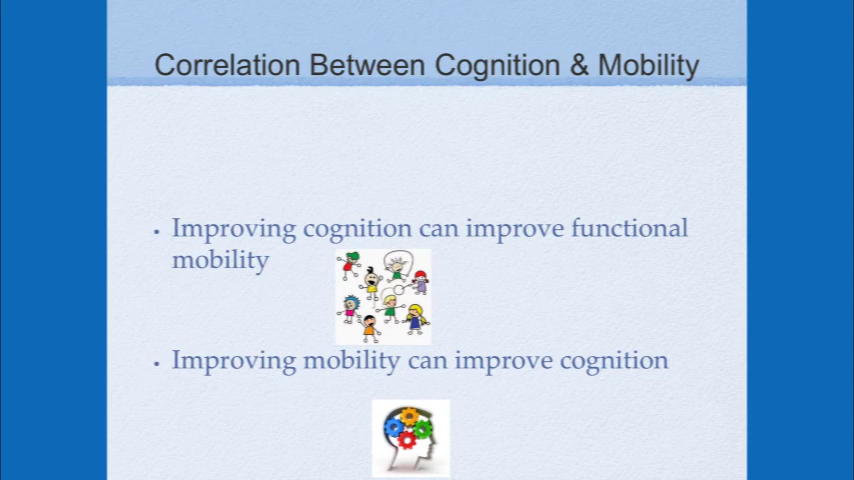 Correlation Between Cognition & Mobility
• Improving cognition can improve functional
mobility
• Improving mobility can improve cognition